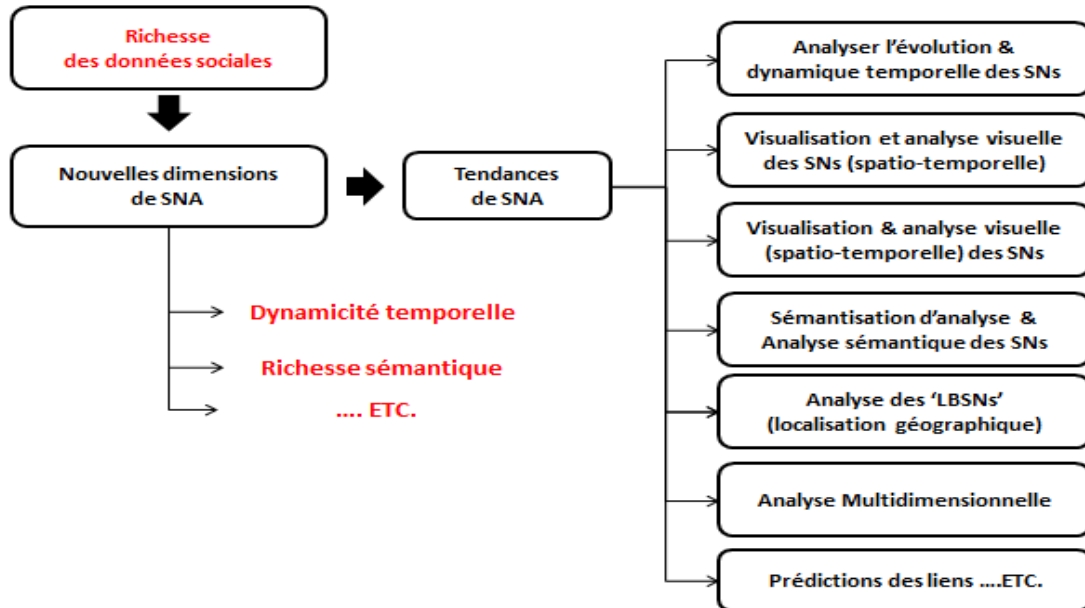 Richesse
des données sociales
Nouvelles dimensions
de SNA
Dynamicité temporelle
Richesse sémantique
.... ETC.
Tendances
de SNA
Analyser l'évolution &
dynamique temporelle des SNs
Visualisation et analyse visuelle
des SNs (spatio-temporelle)
Visualisation & analyse visuelle
(spatio-temporelle) des SNs
Sémantisation d'analyse &
Analyse sémantique des SNs
Analyse des 'LBSNs'
(localisation géographique)
Analyse Multidimensionnelle
Prédictions des liens ....ETC.